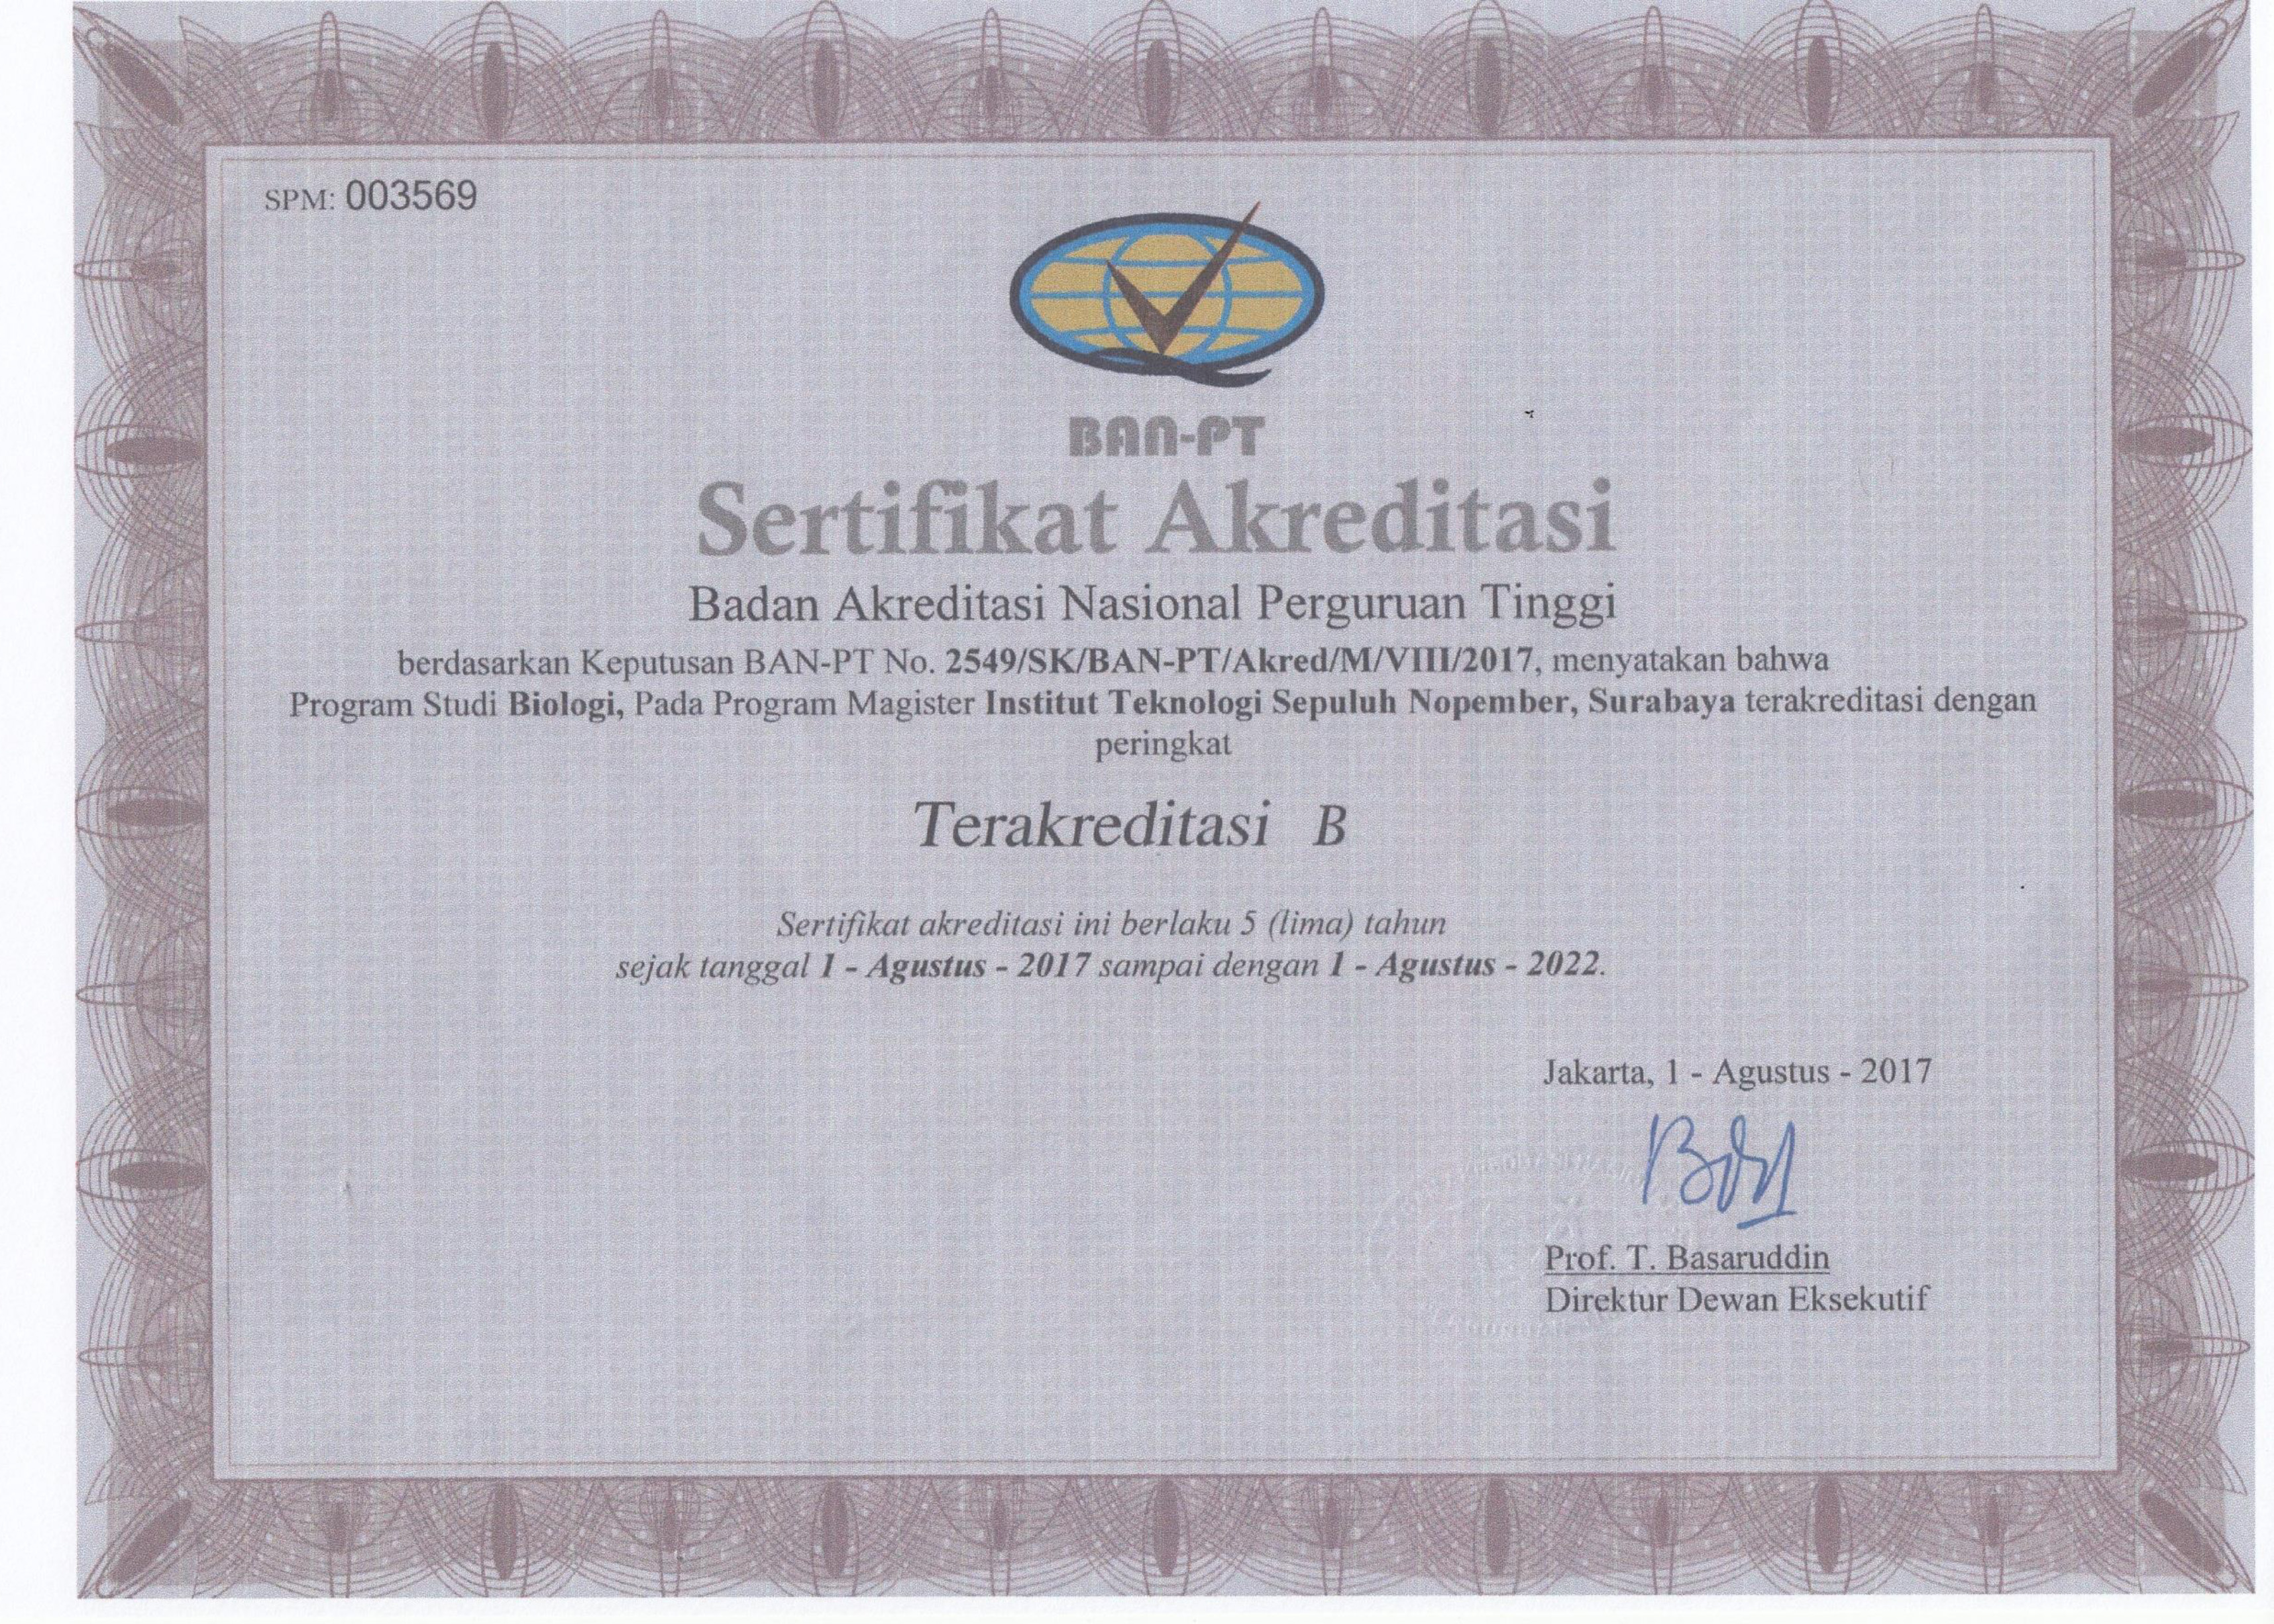 SPM: 003569
BAN-PT
Sertifikat Akreditasi
Badan Akreditasi Nasional Perguruan Tinggi
berdasarkan Keputusan BAN-PT No. 2549/SK/BAN-PT/Akred/M/VIII/2017, menyatakan bahwa
Program Studi Biologi, Pada Program Magister Institut Teknologi Sepuluh Nopember, Surabaya terakreditasi dengan
peringkat
Terakreditasi B
Sertifikat akreditasi ini berlaku 5 (lima) tahun
sejak tanggal 1 - Agustus - 2017 sampai dengan 1 - Agustus - 2022.
Jakarta, 1 - Agustus - 2017
Prof. T. Basaruddin
Direktur Dewan Eksekutif